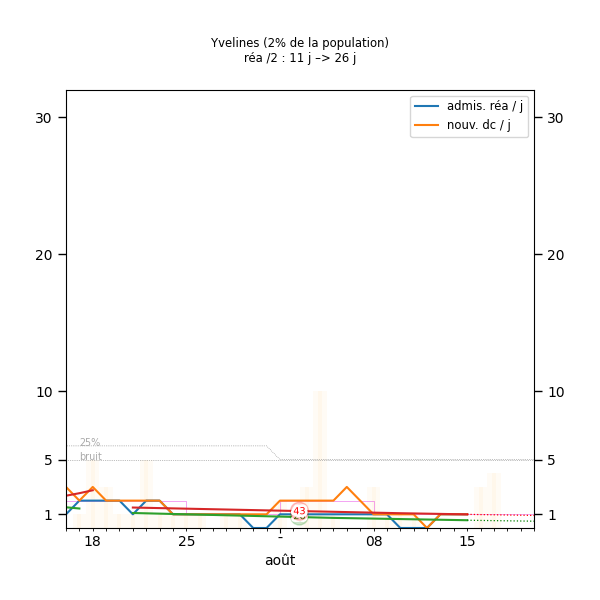 Yvelines (2% de la population)
réa /2 : 11 j –> 26 j
admis. réa / j
nouv. dc / j
30
30
20
20
10
10
25%
bruit
5
5
43
1
1
18
25
-
08
15
août